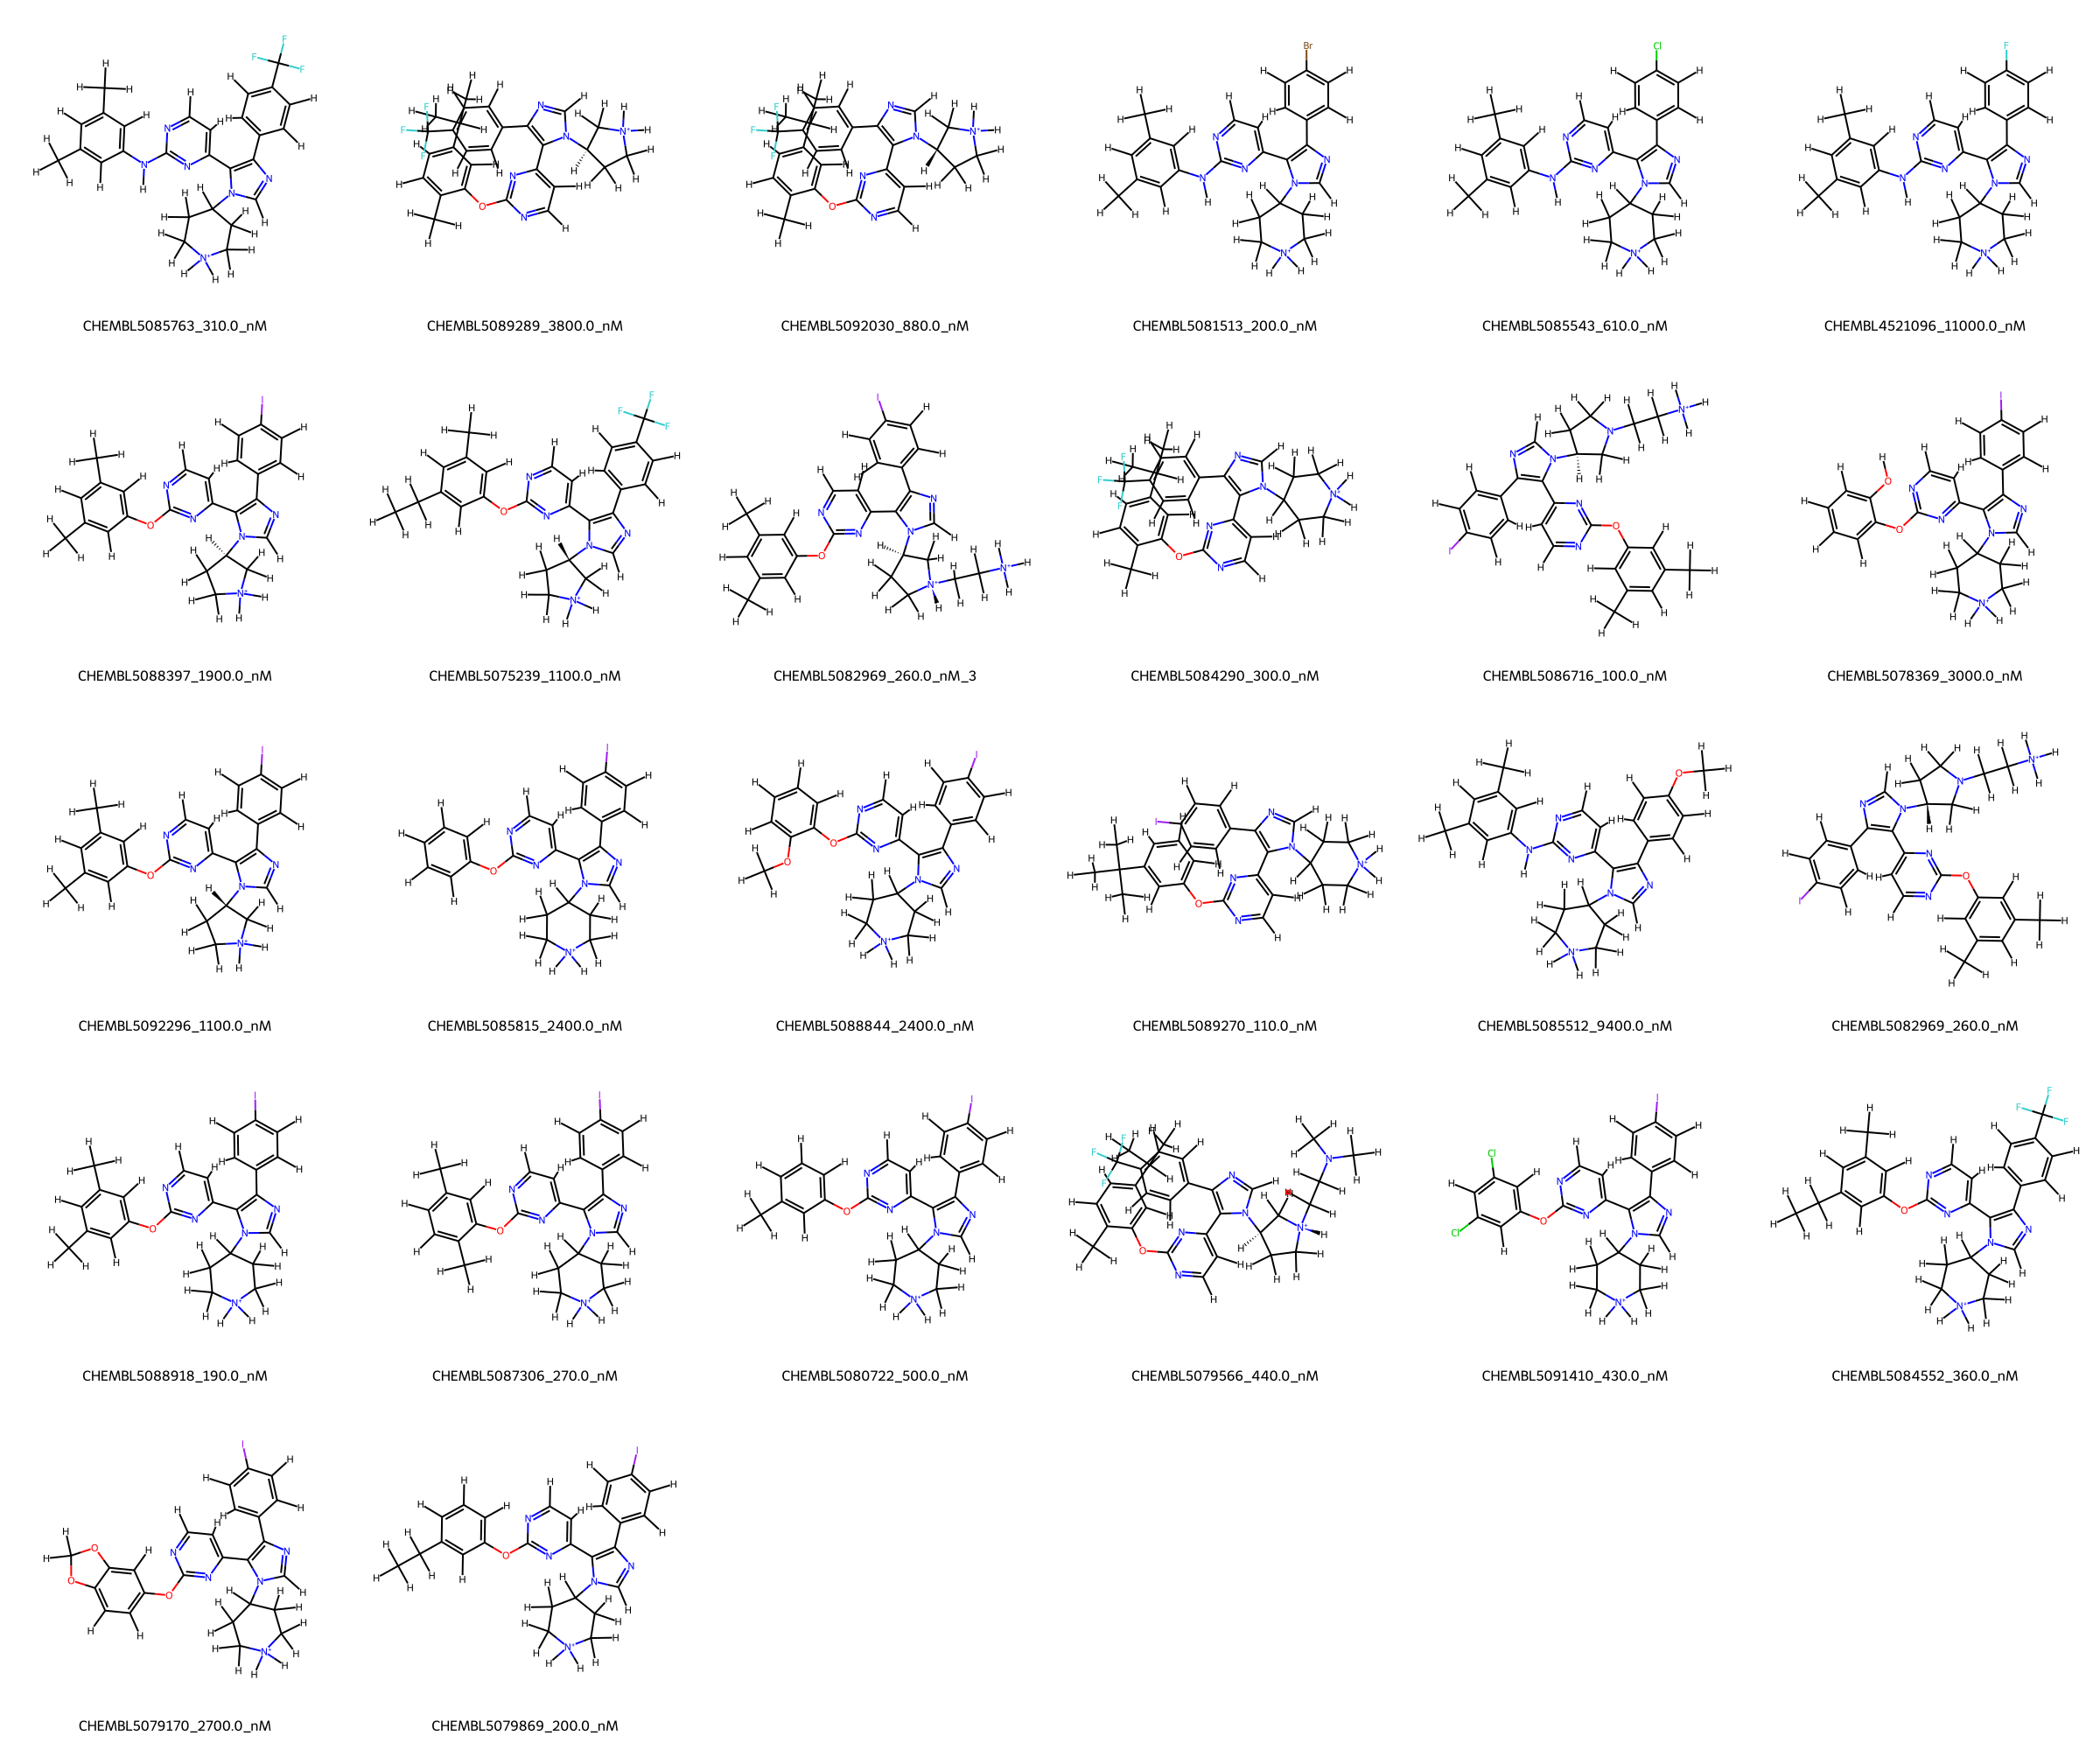 CHEMBL5085763_310.0_nM
CHEMBL5089289_3800.0_nM
CHEMBL5092030_880.0_nM
CHEMBL5081513_200.0_nM
CHEMBL5085543_610.0_nM
CHEMBL4521096_11000.0_nM
CHEMBL5088397_1900.0_nM
CHEMBL5075239_1100.0_nM
CHEMBL5082969_260.0_nM_3
CHEMBL5084290_300.0_nM
CHEMBL5086716_100.0_nM
CHEMBL5078369_3000.0_nM
CHEMBL5092296_1100.0_nM
CHEMBL5085815_2400.0_nM
CHEMBL5088844_2400.0_nM
CHEMBL5089270_110.0_nM
CHEMBL5085512_9400.0_nM
CHEMBL5082969_260.0_nM
CHEMBL5088918_190.0_nM
CHEMBL5087306_270.0_nM
CHEMBL5080722_500.0_nM
CHEMBL5079566_440.0_nM
CHEMBL5091410_430.0_nM
CHEMBL5084552_360.0_nM
CHEMBL5079170_2700.0_nM
CHEMBL5079869_200.0_nM